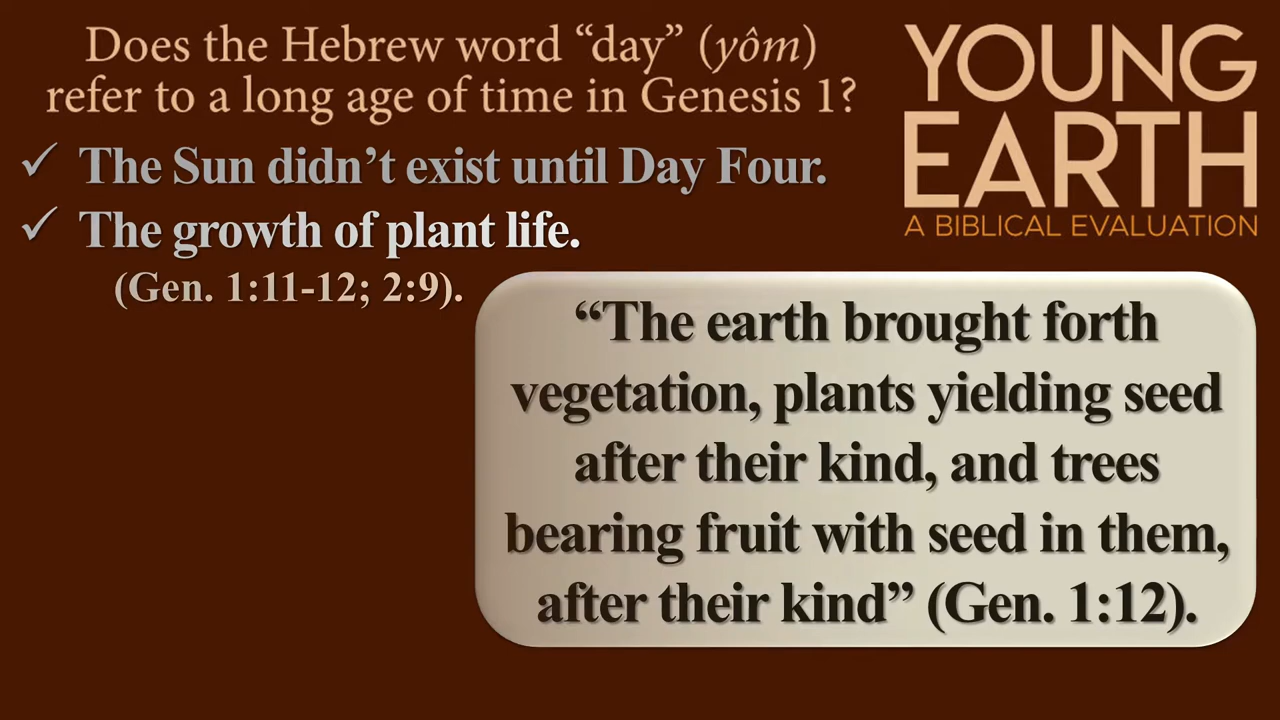 Does the Hebrew word “day” (yôm)
refer to a long age of time in Genesis 1?
YOUNG
EARTH
A BIBLICAL EVALUATION
✓ The Sun didn’t exist until Day Four.
✓ The growth of plant life.
(Gen. 1:11-12; 2:9).
“The earth brought forth
vegetation, plants yielding seed
after their kind, and trees
bearing fruit with seed in them,
after their kind” (Gen. 1:12).